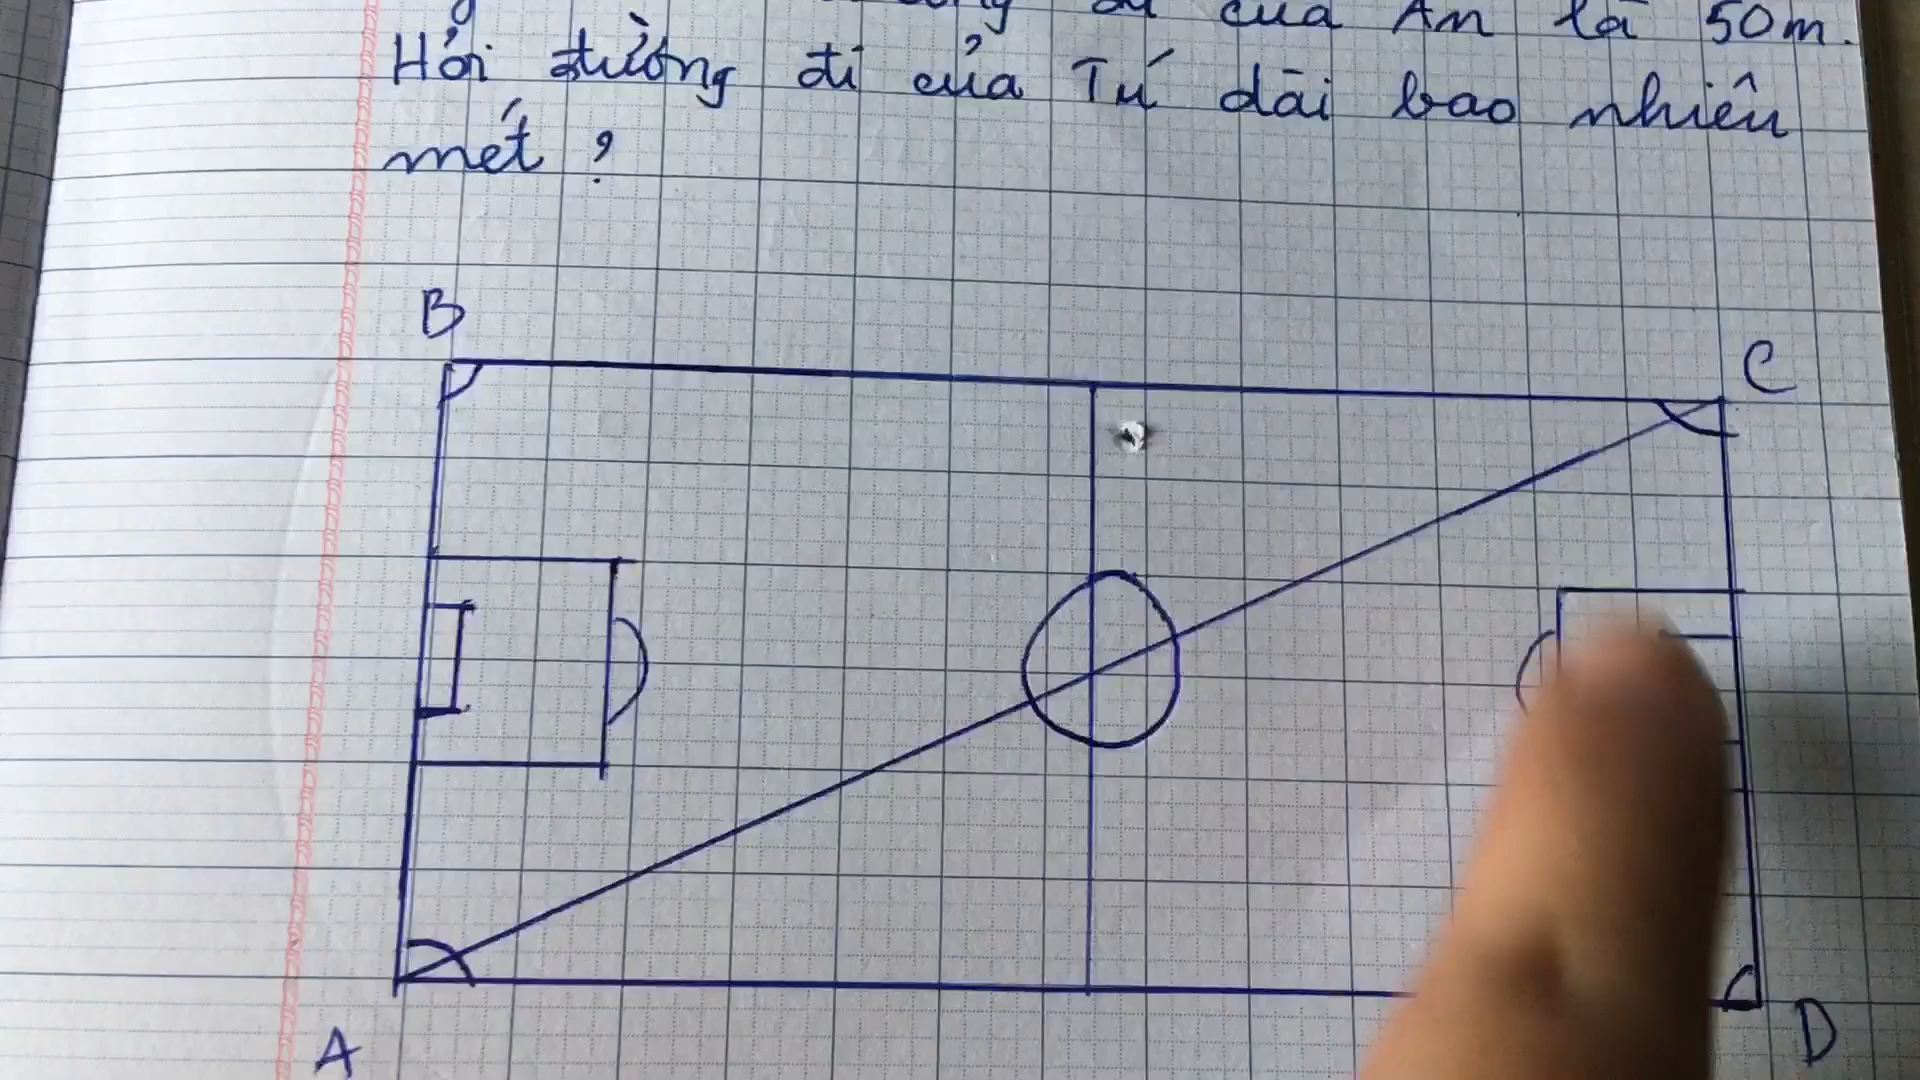 của An là 50m.
Hỏi đường đi của Tú dài bao nhiêu
mét ?
B
C
A
D